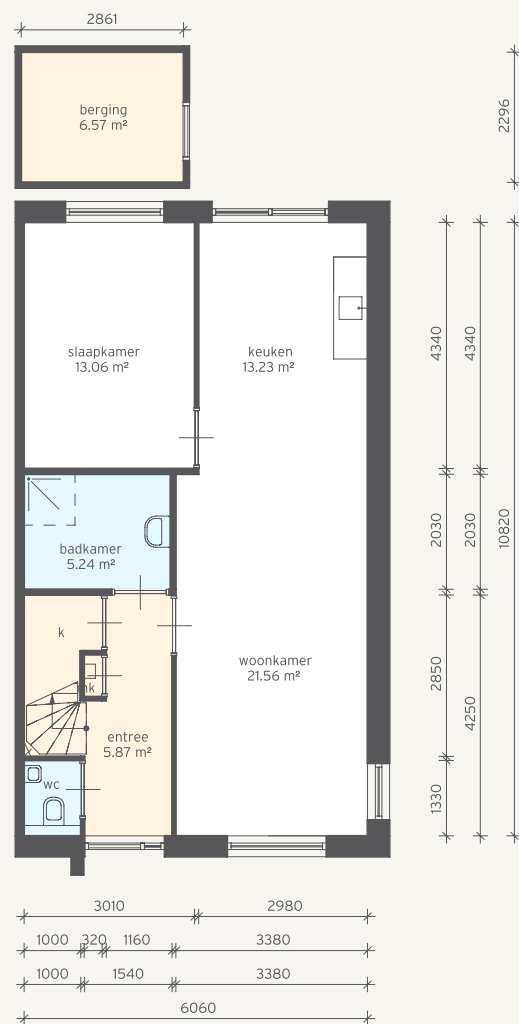 2861
berging
6.57 m²
2296
slaapkamer
13.06 m²
keuken
13.23 m²
4340
4340
badkamer
5.24 m²
2030
2030
10820
k
woonkamer
21.56 m²
2850
4250
mk
entree
5.87 m²
wc
1330
3010
2980
1000
320
1160
3380
1000
1540
3380
6060